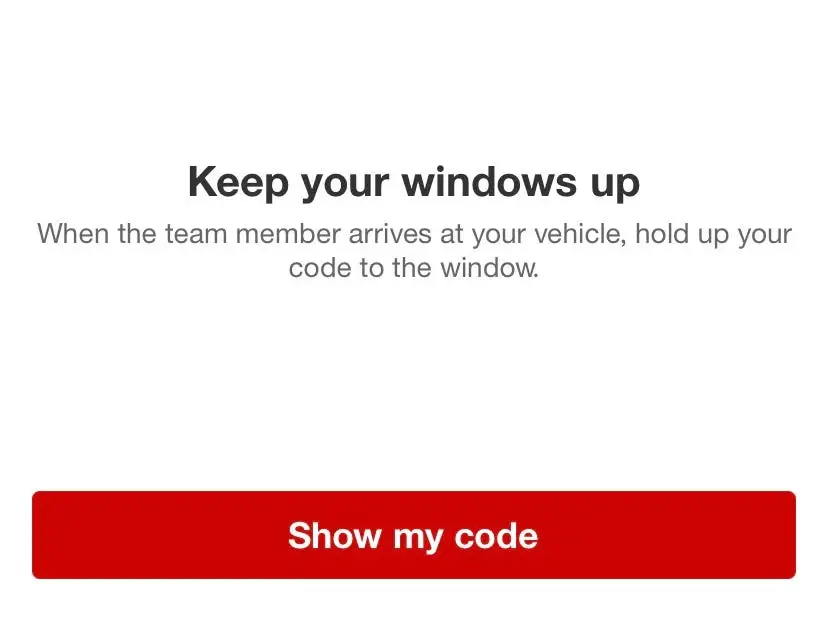 Keep your windows up
When the team member arrives at your vehicle, hold up your
code to the window.
Show my code